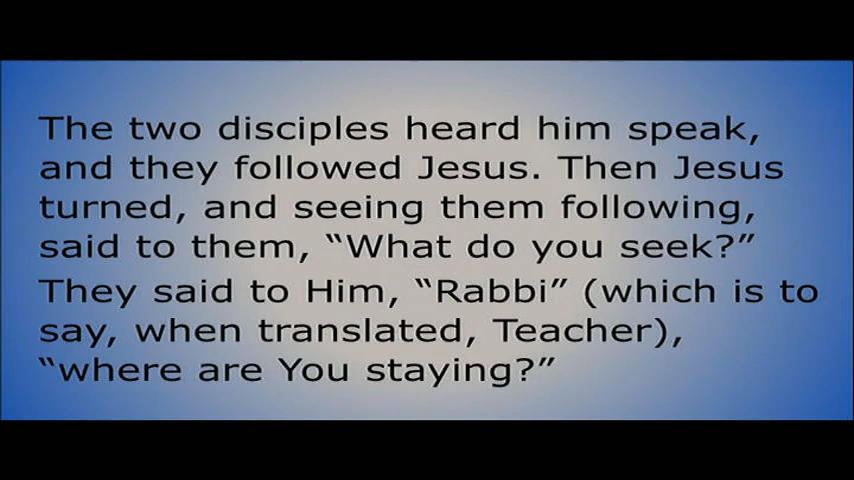 The two disciples heard him speak,
and they followed Jesus. Then Jesus
turned, and seeing them following,
said to them, “What do you seek?”
They said to Him, “Rabbi” (which is to
say, when translated, Teacher),
“where are You staying?”